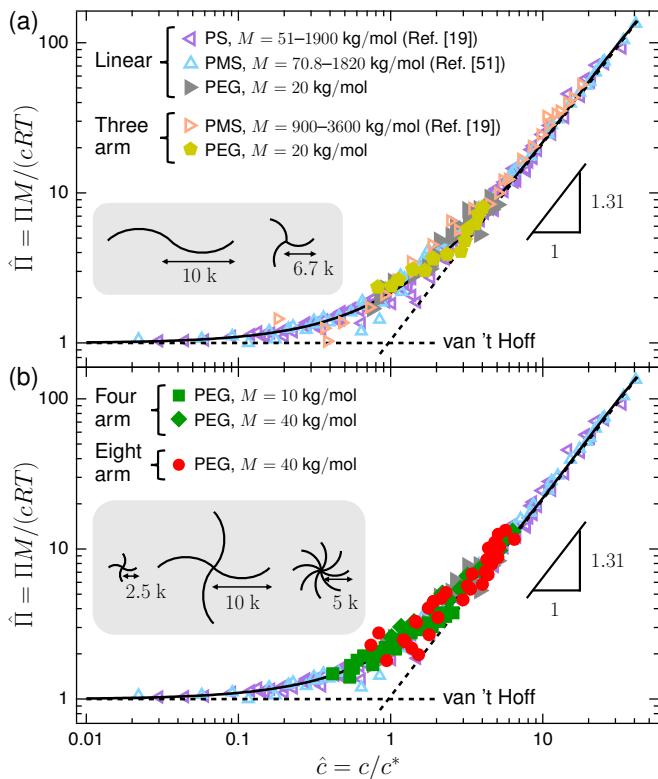 (a)
100
10
1
Π̂ = ΠM/(cRT)
Linear
PS, M = 51–1900 kg/mol (Ref. [19])
PMS, M = 70.8–1820 kg/mol (Ref. [51])
PEG, M = 20 kg/mol
Three
arm
PMS, M = 900–3600 kg/mol (Ref. [19])
PEG, M = 20 kg/mol
10 k
6.7 k
1.31
1
van 't Hoff
(b)
100
10
1
Π̂ = ΠM/(cRT)
Four
arm
PEG, M = 10 kg/mol
PEG, M = 40 kg/mol
Eight
arm
PEG, M = 40 kg/mol
2.5 k
10 k
5 k
1.31
1
van 't Hoff
0.01
0.1
1
10
ĉ = c/c*